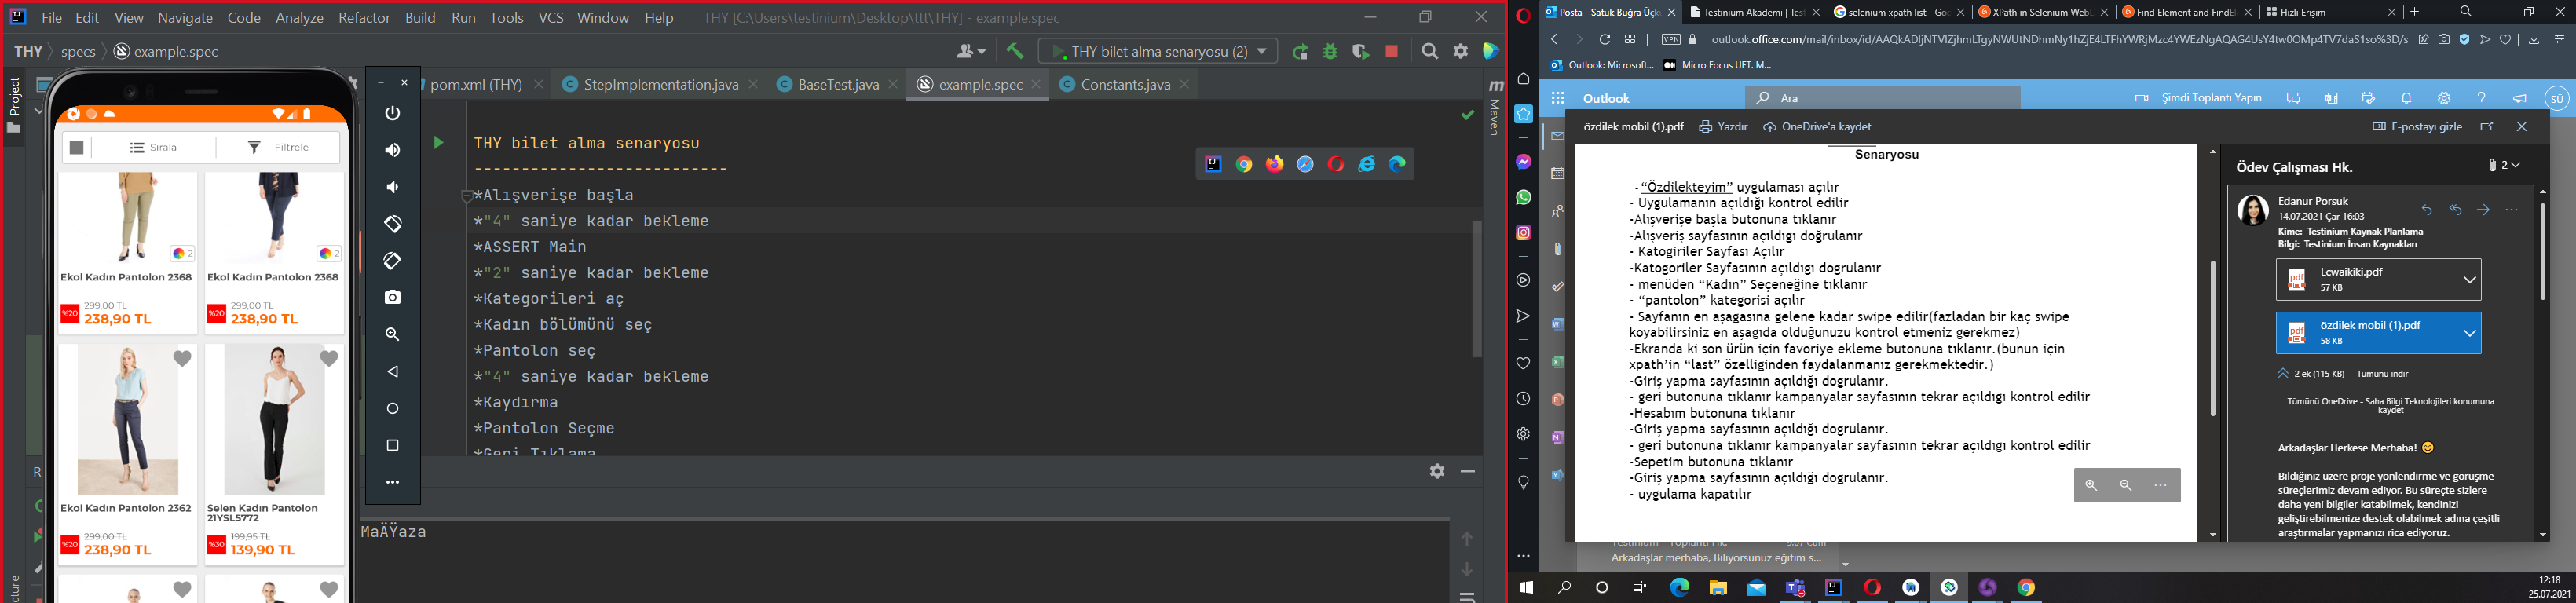 File Edit View Navigate Code Analyze Refactor Build Run Tools VCS Window Help THY [C:\Users\testinium\Desktop\ttt\THY] - example.spec
THY specs example.spec
THY bilet alma senaryosu (2)
pom.xml (THY) StepImplementation.java BaseTest.java example.spec Constants.java
Project
Maven
Sırala Filtrele
2 2
Ekol Kadın Pantolon 2368 Ekol Kadın Pantolon 2368
%20 299,00 TL 238,90 TL %20 299,00 TL 238,90 TL
Ekol Kadın Pantolon 2362 Selen Kadın Pantolon 21YSL5772
%20 299,00 TL 238,90 TL %30 199,95 TL 139,90 TL
THY bilet alma senaryosu
---------------------------
*Alışverişe başla
*"4" saniye kadar bekleme
*ASSERT Main
*"2" saniye kadar bekleme
*Kategorileri aç
*Kadın bölümünü seç
*Pantolon seç
*"4" saniye kadar bekleme
*Kaydırma
*Pantolon Seçme
*Geri Tıklama
MaÄŸaza
Posta - Satuk Buğra Üçk Testinium Akademi | Test selenium xpath list - Goo XPath in Selenium WebD Find Element and FindEl Hızlı Erişim
VPN
Outlook: Microsoft... Micro Focus UFT. M...
Outlook Ara Şimdi Toplantı Yapın SÜ
özdilek mobil (1).pdf Yazdır OneDrive'a kaydet E-postayı gizle
Senaryosu
-“Özdilekteyim” uygulaması açılır
- Uygulamanın açıldığı kontrol edilir
-Alışverişe başla butonuna tıklanır
-Alışveriş sayfasının açıldıgı doğrulanır
- Katogiriler Sayfası Açılır
-Katogoriler Sayfasının açıldıgı dogrulanır
- menüden “Kadın” Seçeneğine tıklanır
- “pantolon” kategorisi açılır
- Sayfanın en aşagasına gelene kadar swipe edilir(fazladan bir kaç swipe
koyabilirsiniz en aşagıda olduğunuzu kontrol etmeniz gerekmez)
-Ekranda ki son ürün için favoriye ekleme butonuna tıklanır.(bunun için
xpath’in “last” özelliginden faydalanmanız gerekmektedir.)
-Giriş yapma sayfasının açıldığı dogrulanır.
- geri butonuna tıklanır kampanyalar sayfasının tekrar açıldıgı kontrol edilir
-Hesabım butonuna tıklanır
-Giriş yapma sayfasının açıldığı dogrulanır.
- geri butonuna tıklanır kampanyalar sayfasının tekrar açıldıgı kontrol edilir
-Sepetim butonuna tıklanır
-Giriş yapma sayfasının açıldığı dogrulanır.
- uygulama kapatılır
Ödev Çalışması Hk. 2
Edanur Porsuk
14.07.2021 Çar 16:03
Kime: Testinium Kaynak Planlama
Bilgi: Testinium İnsan Kaynakları
Lcwaikiki.pdf
57 KB
özdilek mobil (1).pdf
58 KB
2 ek (115 KB) Tümünü indir
Tümünü OneDrive - Saha Bilgi Teknolojileri konumuna
kaydet
Arkadaşlar Herkese Merhaba! 😄
Bildiğiniz üzere proje yönlendirme ve görüşme
süreçlerimiz devam ediyor. Bu süreçte sizlere
daha yeni bilgiler katabilmek, kendinizi
geliştirebilmenize destek olabilmek adına çeşitli
araştırmalar yapmanızı rica ediyoruz.
Arkadaşlar merhaba, Biliyorsunuz eğitim s...
12:18
25.07.2021